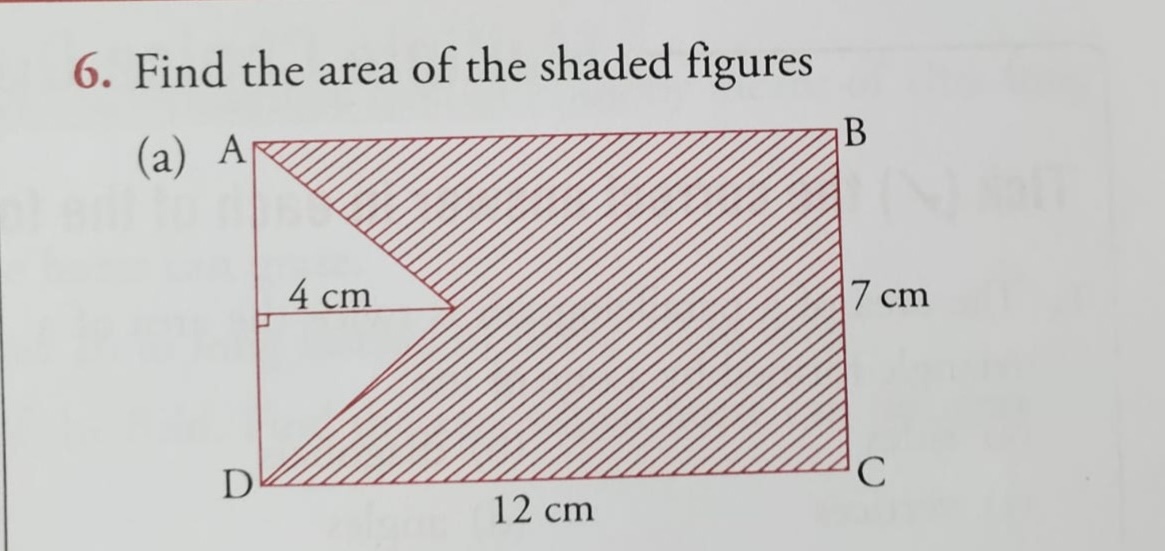 6. Find the area of the shaded figures
(a) A
B
4 cm
7 cm
D
C
12 cm